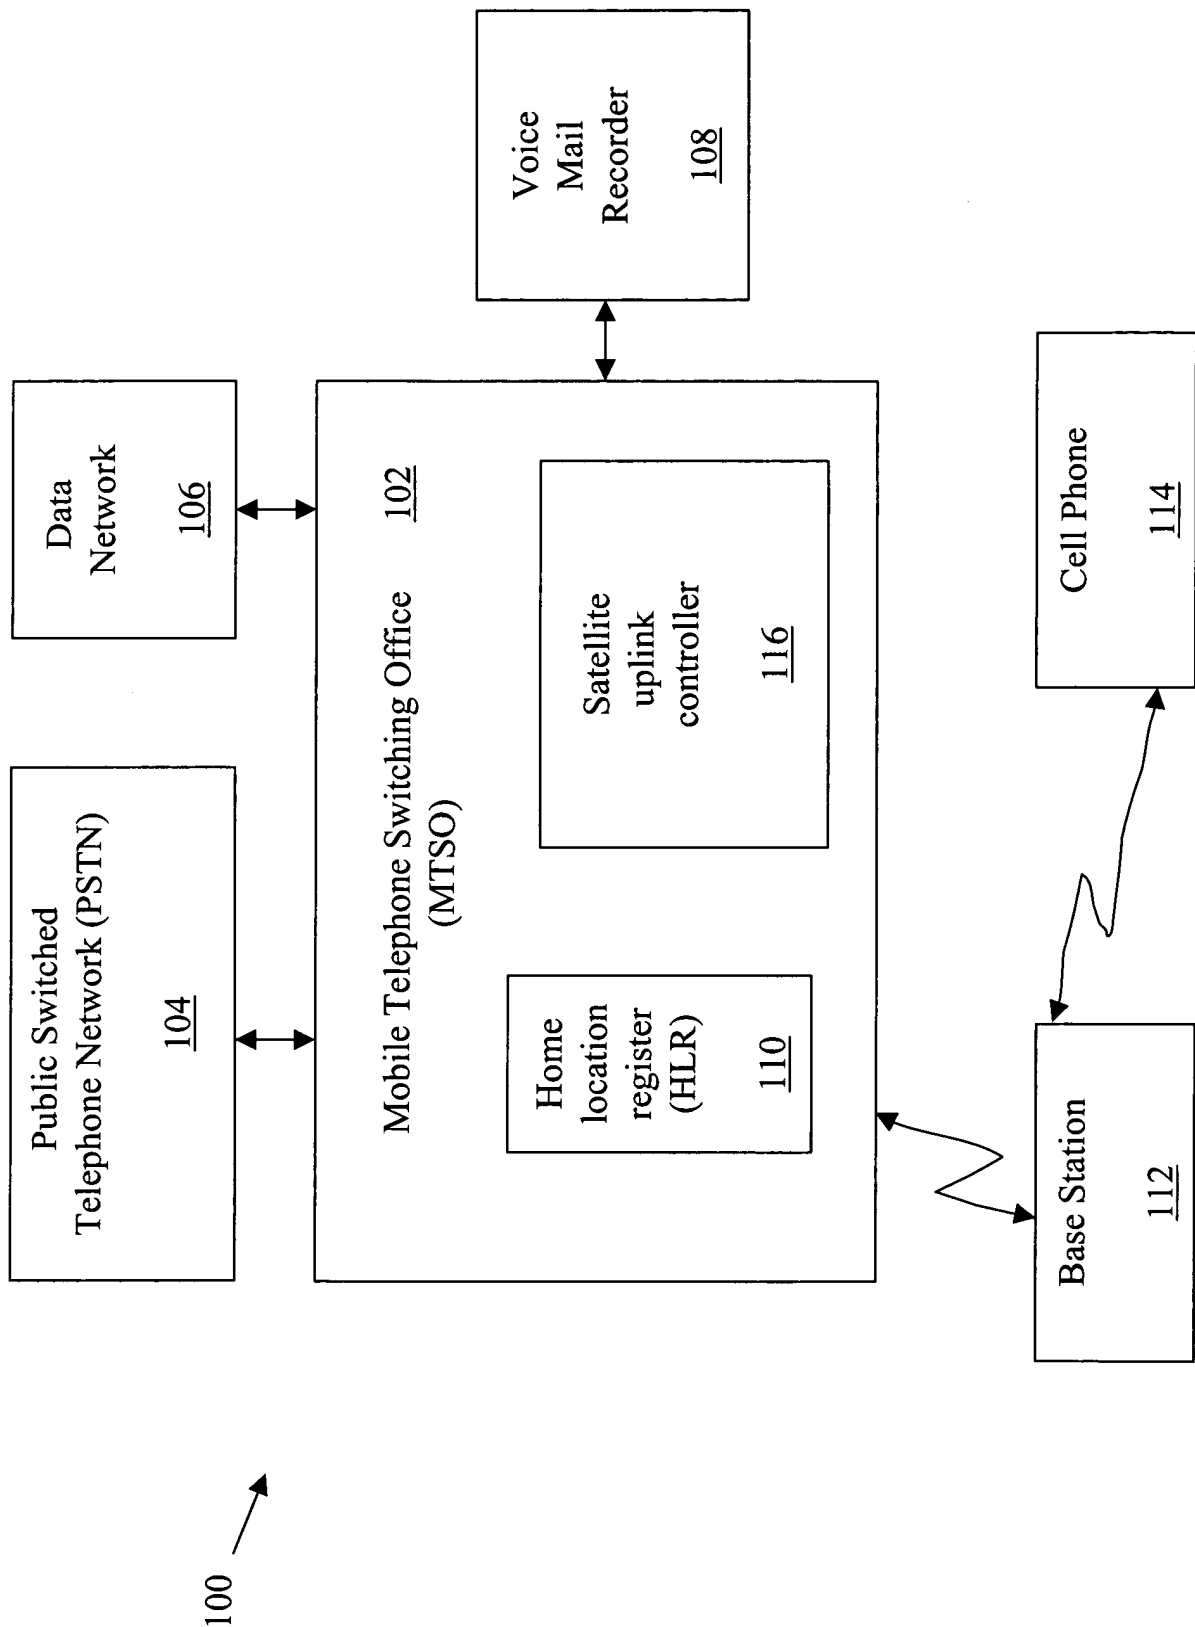 100
Public Switched
Telephone Network (PSTN)
104
Data
Network
106
Mobile Telephone Switching Office
(MTSO)
102
Home
location
register
(HLR)
110
Satellite
uplink
controller
116
Voice
Mail
Recorder
108
Base Station
112
Cell Phone
114